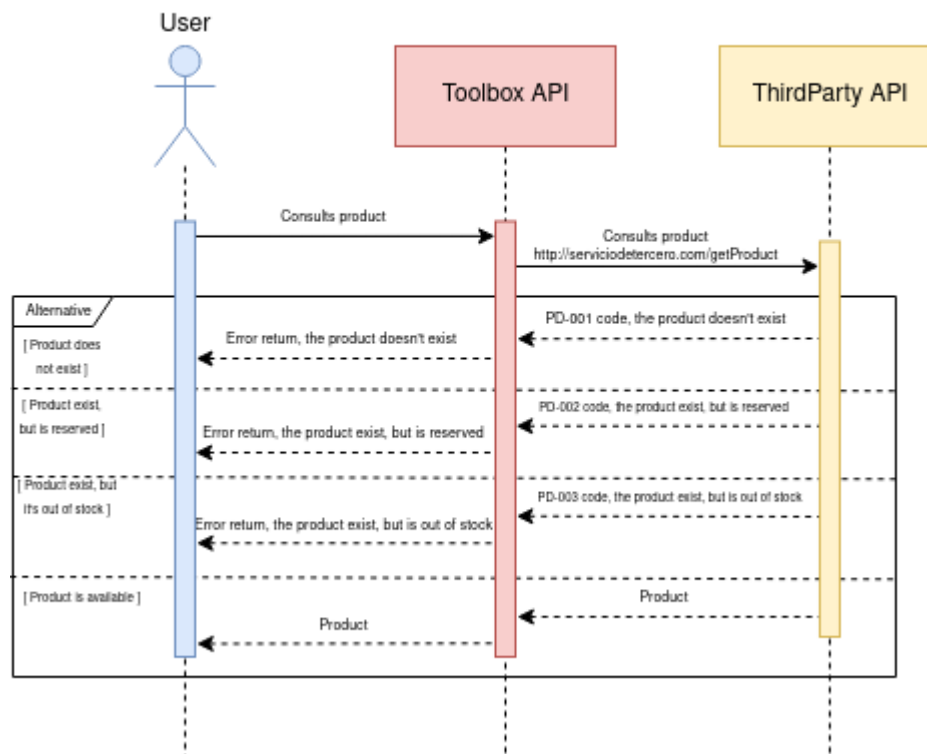 User
Toolbox API
ThirdParty API
Consults product
Consults product
http://serviciodetercero.com/getProduct
Alternative
[ Product does
not exist ]
PD-001 code, the product doesn't exist
Error return, the product doesn't exist
[ Product exist,
but is reserved ]
PD-002 code, the product exist, but is reserved
Error return, the product exist, but is reserved
[ Product exist, but
it's out of stock ]
PD-003 code, the product exist, but is out of stock
Error return, the product exist, but is out of stock
[ Product is available ]
Product
Product